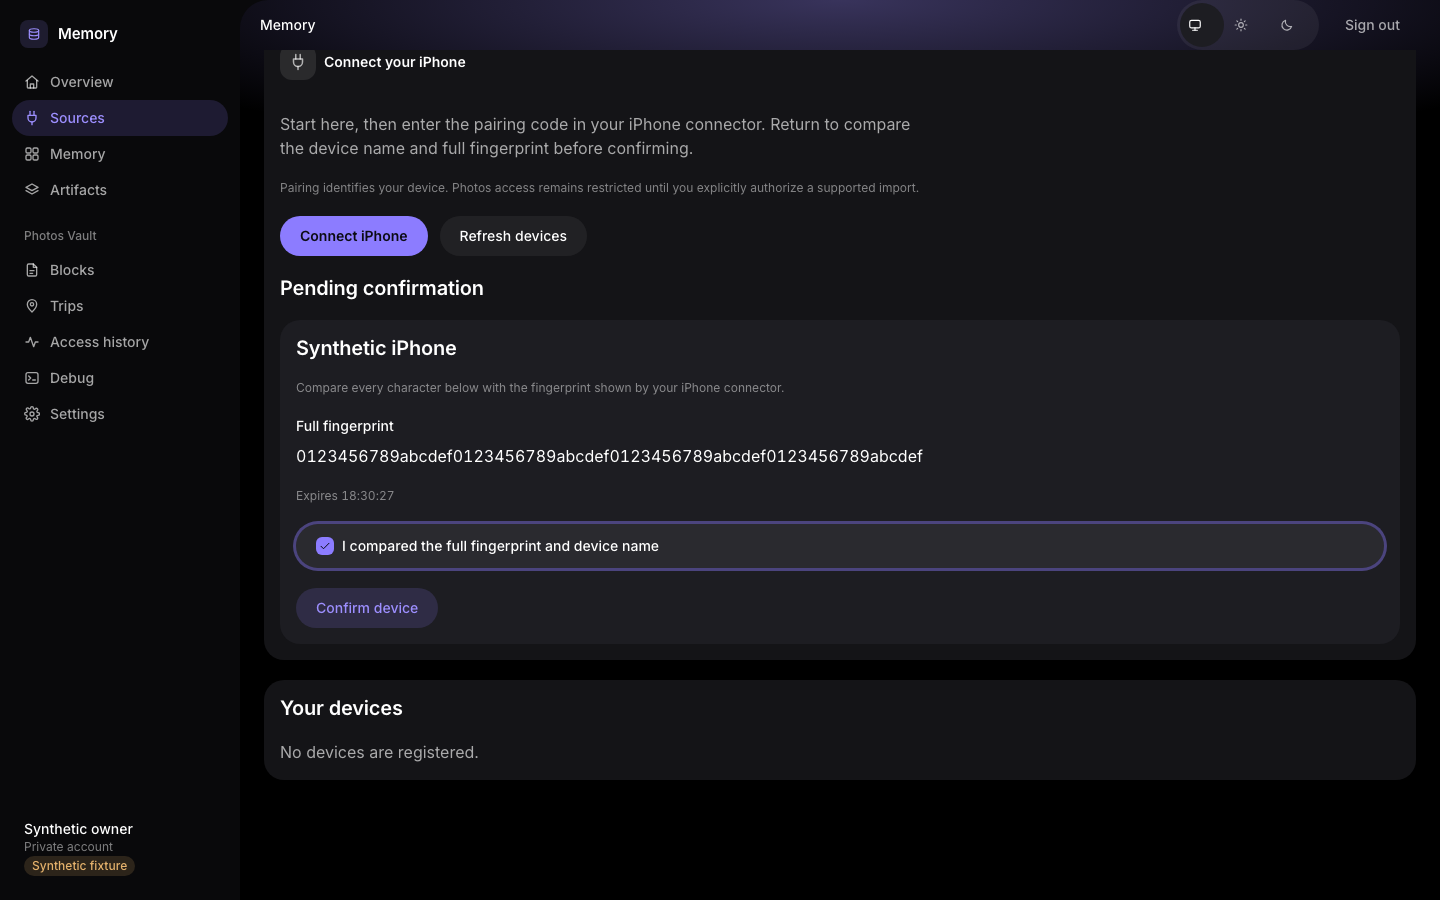 Memory
Overview
Sources
Memory
Artifacts
Photos Vault
Blocks
Trips
Access history
Debug
Settings
Synthetic owner
Private account
Synthetic fixture
Memory
Sign out
Connect your iPhone
Start here, then enter the pairing code in your iPhone connector. Return to compare
the device name and full fingerprint before confirming.
Pairing identifies your device. Photos access remains restricted until you explicitly authorize a supported import.
Connect iPhone
Refresh devices
Pending confirmation
Synthetic iPhone
Compare every character below with the fingerprint shown by your iPhone connector.
Full fingerprint
0123456789abcdef0123456789abcdef0123456789abcdef0123456789abcdef
Expires 18:30:27
I compared the full fingerprint and device name
Confirm device
Your devices
No devices are registered.